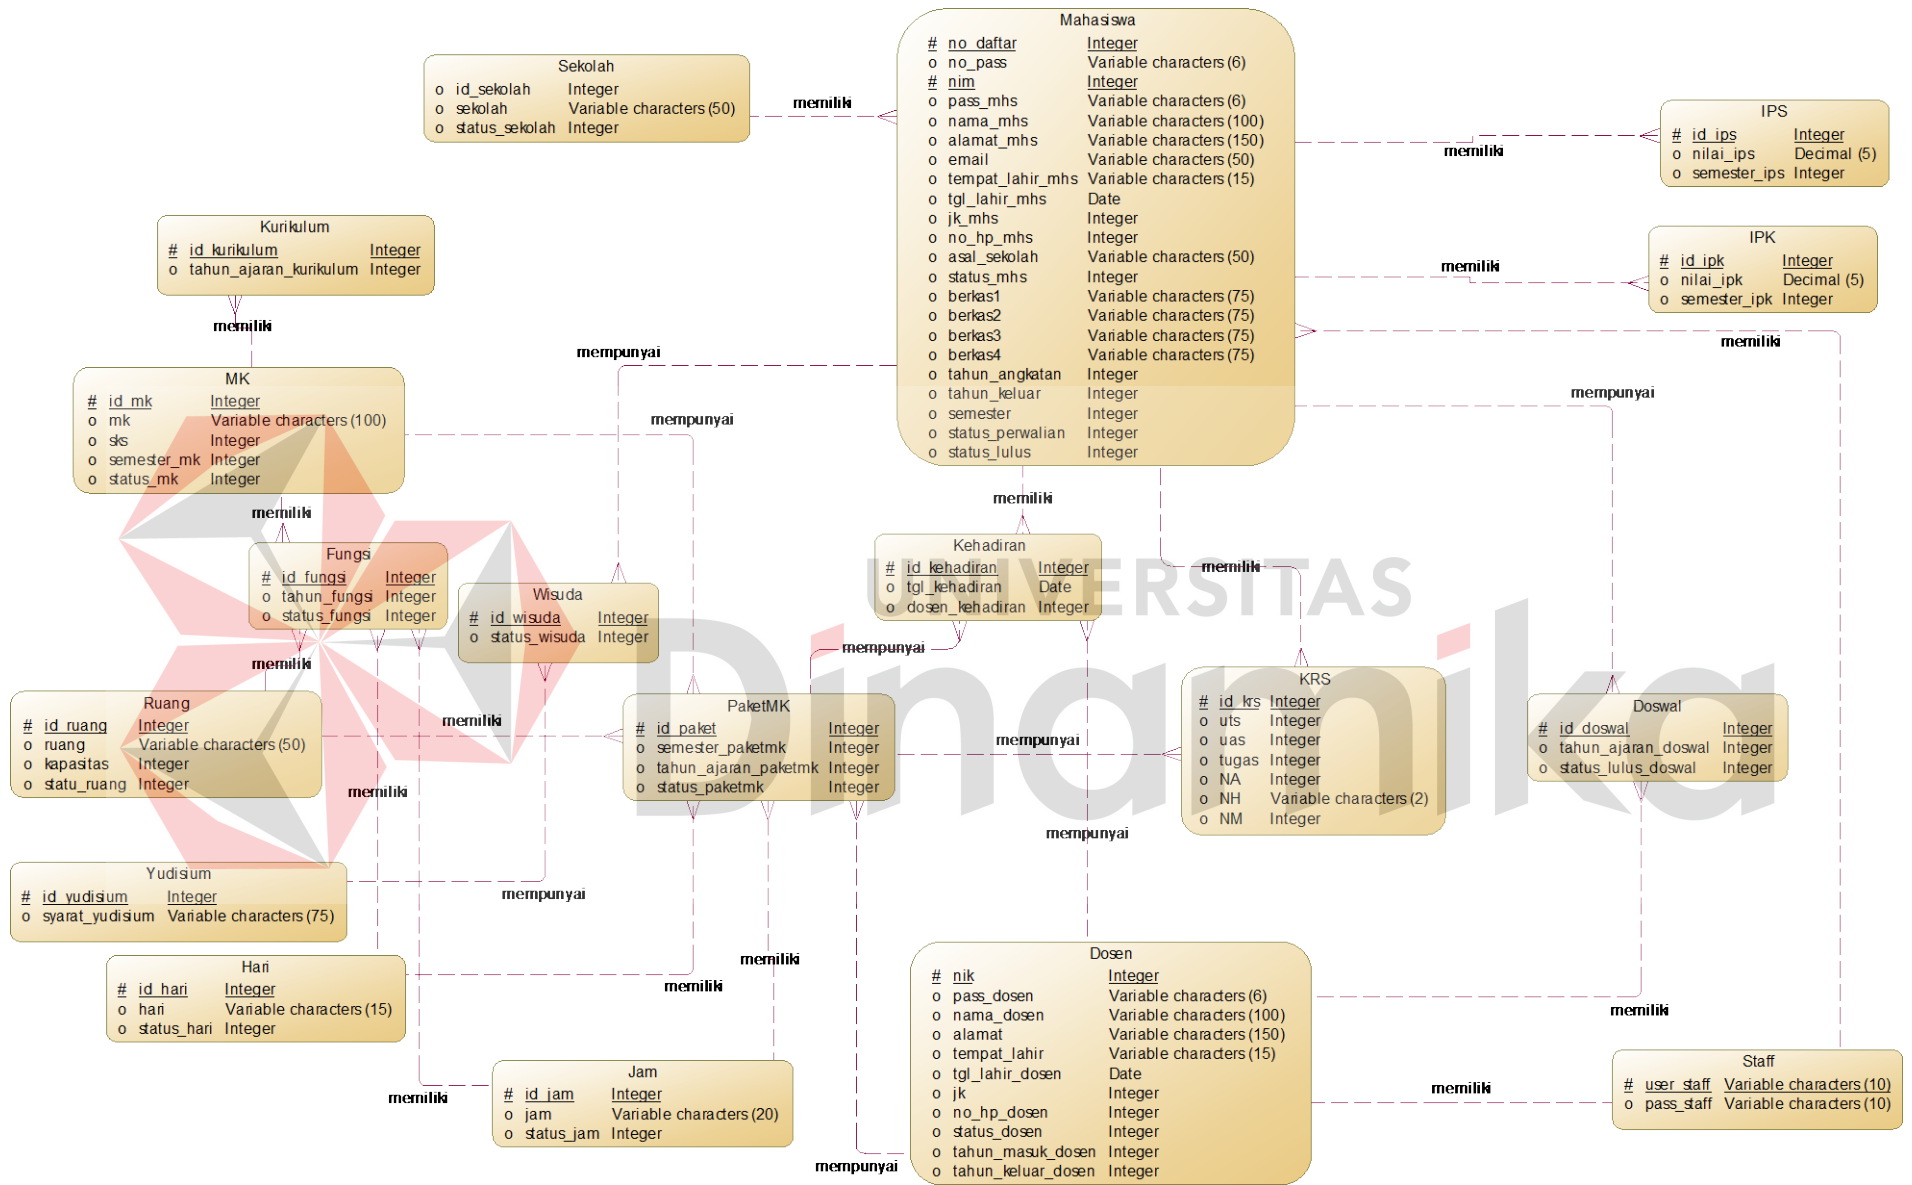 Mahasiswa
# no_daftar Integer
o no_pass Variable characters (6)
# nim Integer
o pass_mhs Variable characters (6)
o nama_mhs Variable characters (100)
o alamat_mhs Variable characters (150)
o email Variable characters (50)
o tempat_lahir_mhs Variable characters (15)
o tgl_lahir_mhs Date
o jk_mhs Integer
o no_hp_mhs Integer
o asal_sekolah Variable characters (50)
o status_mhs Integer
o berkas1 Variable characters (75)
o berkas2 Variable characters (75)
o berkas3 Variable characters (75)
o berkas4 Variable characters (75)
o tahun_angkatan Integer
o tahun_keluar Integer
o semester Integer
o status_perwalian Integer
o status_lulus Integer
Sekolah
o id_sekolah Integer
o sekolah Variable characters (50)
o status_sekolah Integer
memiliki
IPS
# id_ips Integer
o nilai_ips Decimal (5)
o semester_ips Integer
memiliki
Kurikulum
# id_kurikulum Integer
o tahun_ajaran_kurikulum Integer
memiliki
IPK
# id_ipk Integer
o nilai_ipk Decimal (5)
o semester_ipk Integer
memiliki
memiliki
mempunyai
MK
# id_mk Integer
o mk Variable characters (100)
o sks Integer
o semester_mk Integer
o status_mk Integer
mempunyai
mempunyai
memiliki
memiliki
Fungsi
# id_fungsi Integer
o tahun_fungsi Integer
o status_fungsi Integer
Wisuda
# id_wisuda Integer
o status_wisuda Integer
Kehadiran
# id_kehadiran Integer
o tgl_kehadiran Date
o dosen_kehadiran Integer
memiliki
UNIVERSITAS
Dinamika
memiliki
mempunyai
Ruang
# id_ruang Integer
o ruang Variable characters (50)
o kapasitas Integer
o statu_ruang Integer
memiliki
PaketMK
# id_paket Integer
o semester_paketmk Integer
o tahun_ajaran_paketmk Integer
o status_paketmk Integer
mempunyai
KRS
# id_krs Integer
o uts Integer
o uas Integer
o tugas Integer
o NA Integer
o NH Variable characters (2)
o NM Integer
Doswal
# id_doswal Integer
o tahun_ajaran_doswal Integer
o status_lulus_doswal Integer
memiliki
mempunyai
Yudisium
# id_yudisium Integer
o syarat_yudisium Variable characters (75)
mempunyai
Hari
# id_hari Integer
o hari Variable characters (15)
o status_hari Integer
memiliki
memiliki
Jam
# id_jam Integer
o jam Variable characters (20)
o status_jam Integer
memiliki
Dosen
# nik Integer
o pass_dosen Variable characters (6)
o nama_dosen Variable characters (100)
o alamat Variable characters (150)
o tempat_lahir Variable characters (15)
o tgl_lahir_dosen Date
o jk Integer
o no_hp_dosen Integer
o status_dosen Integer
o tahun_masuk_dosen Integer
o tahun_keluar_dosen Integer
mempunyai
memiliki
memiliki
Staff
# user_staff Variable characters (10)
o pass_staff Variable characters (10)